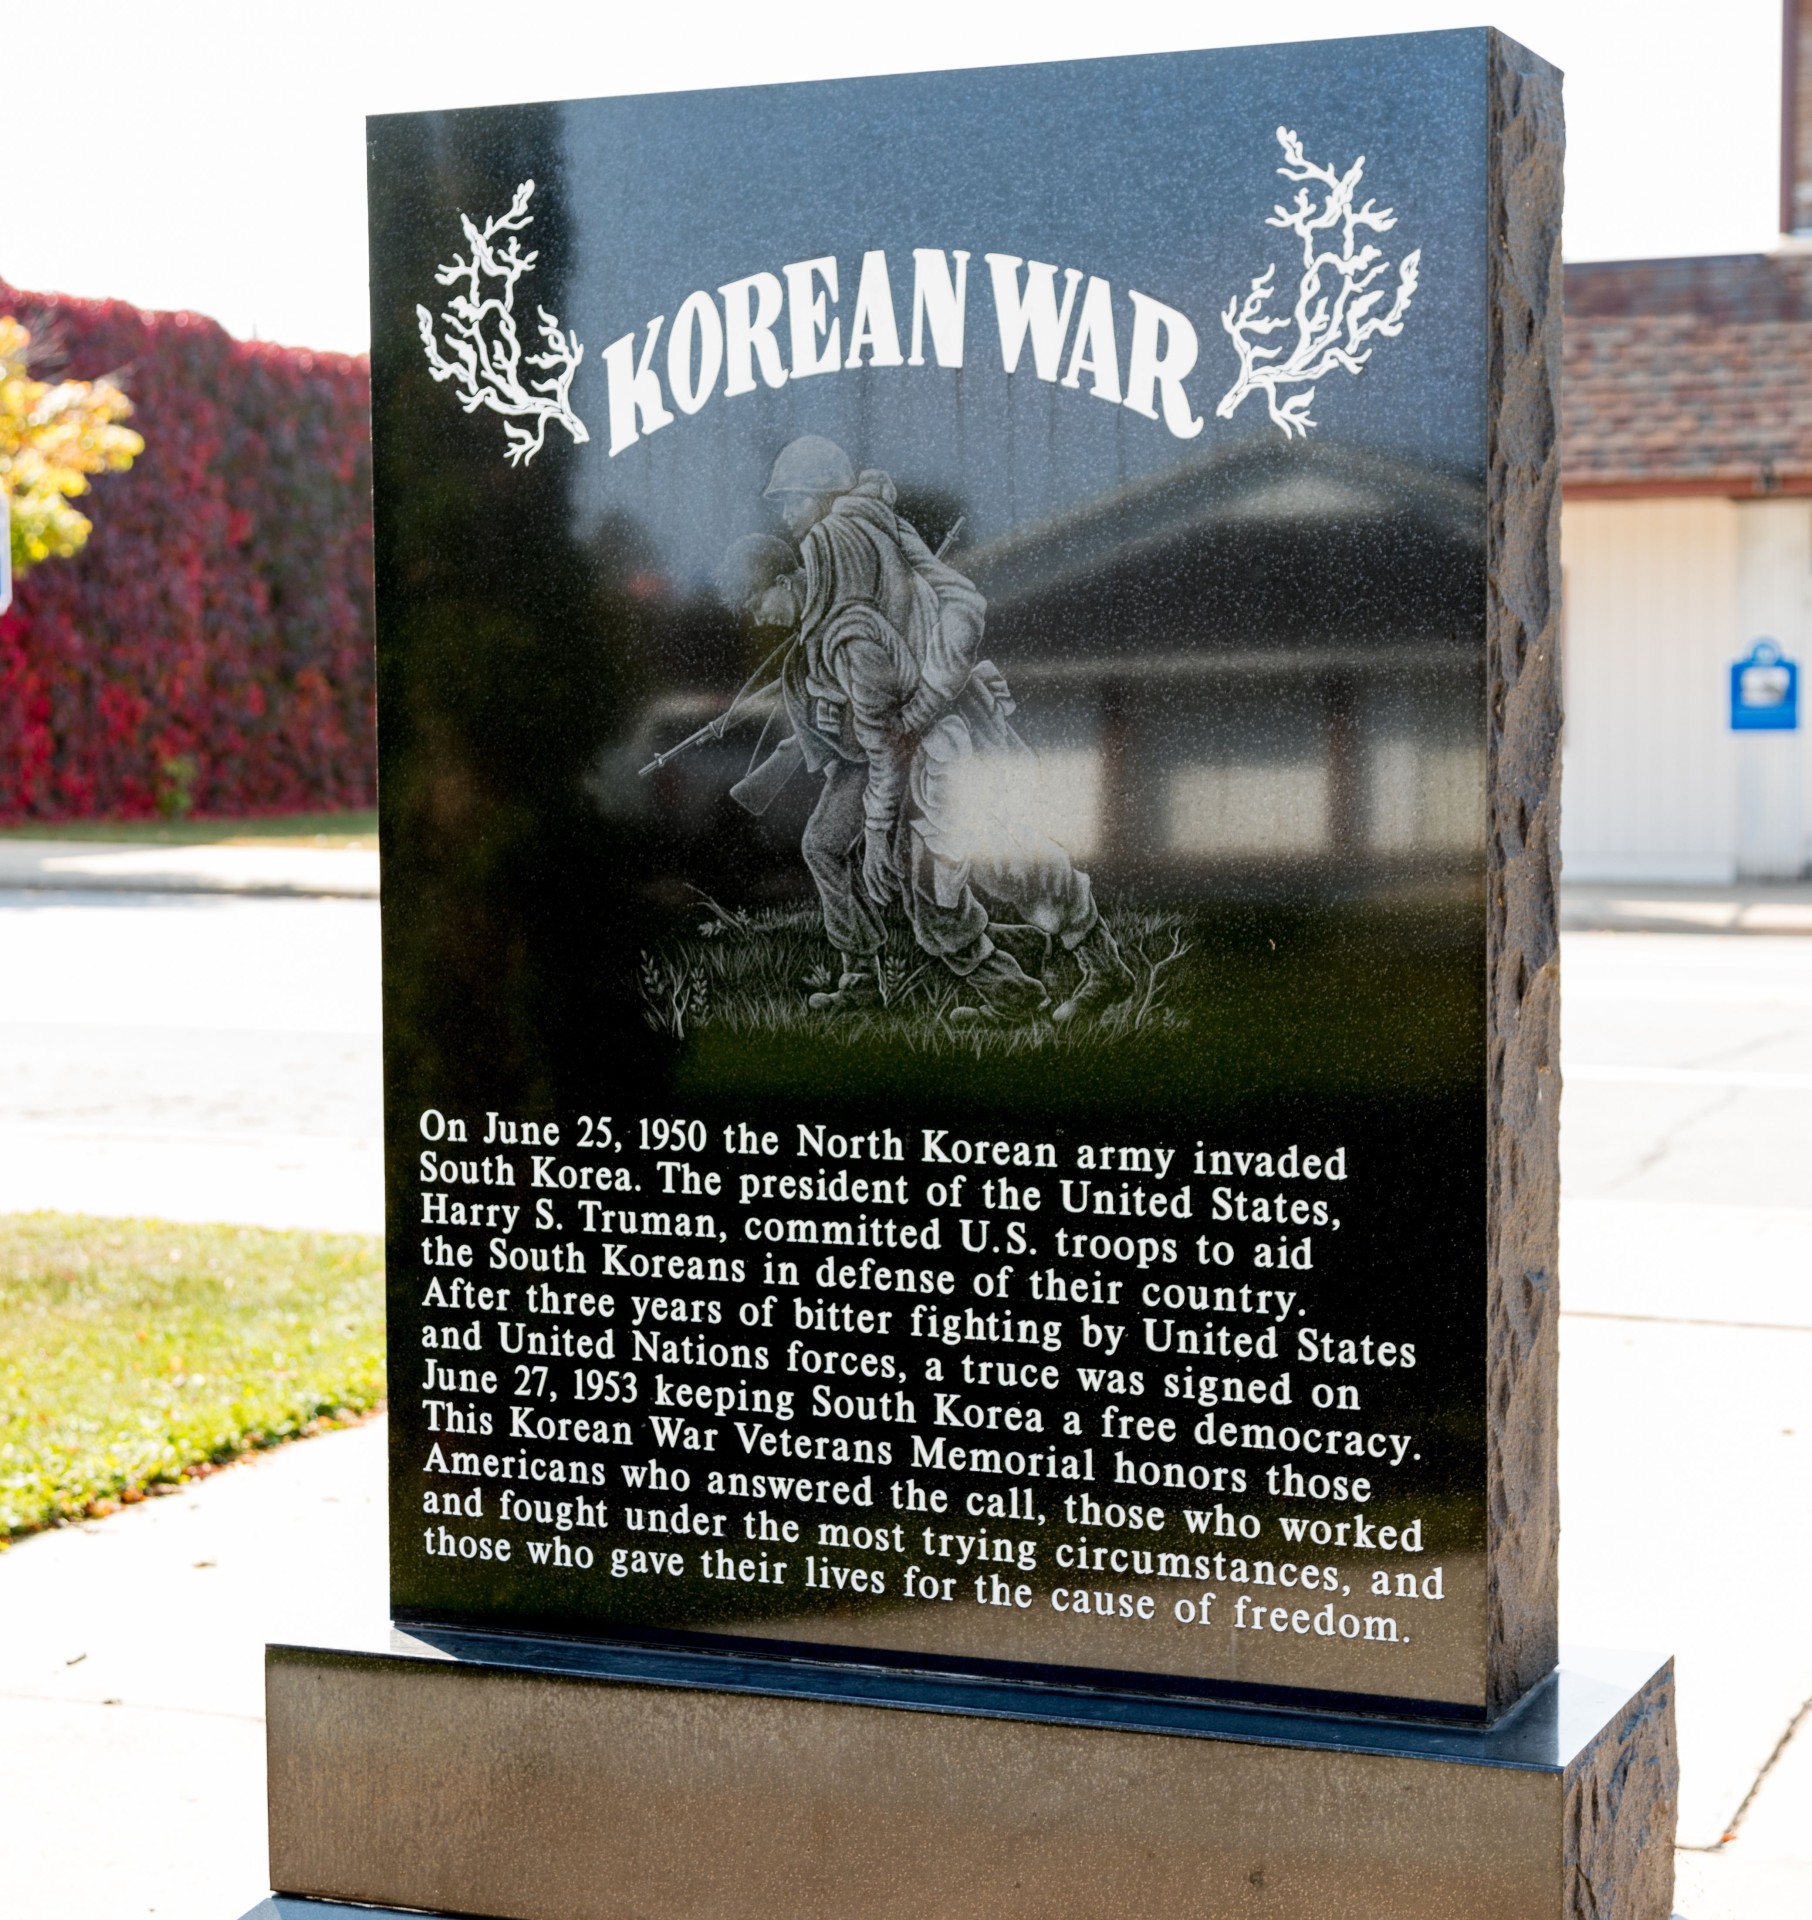 KOREAN WAR
On June 25, 1950 the North Korean army invaded
South Korea. The president of the United States,
Harry S. Truman, committed U.S. troops to aid
the South Koreans in defense of their country.
After three years of bitter fighting by United States
and United Nations forces, a truce was signed on
June 27, 1953 keeping South Korea a free democracy.
This Korean War Veterans Memorial honors those
Americans who answered the call, those who worked
and fought under the most trying circumstances, and
those who gave their lives for the cause of freedom.